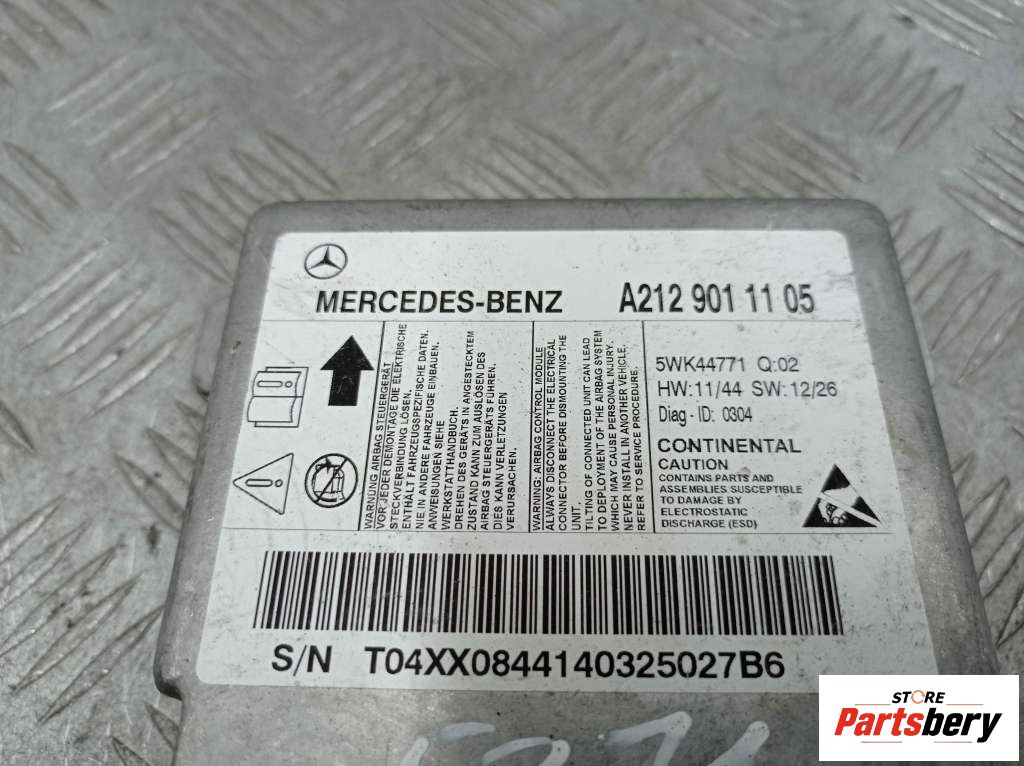 MERCEDES-BENZ
A212 901 11 05
WARNUNG AIRBAG STEUERGERÄT
VOR JEDER DEMONTAGE DIE ELEKTRISCHE
STECKVERBINDUNG LÖSEN.
ENTHÄLT FAHRZEUGSPEZIFISCHE DATEN.
NIE IN ANDERE FAHRZEUGE EINBAUEN.
ANWEISUNGEN SIEHE
WERKSTATTHANDBUCH.
DREHEN DES GERÄTS IN ANGESTECKTEM
ZUSTAND KANN ZUM AUSLÖSEN DES
AIRBAG STEUERGERÄTS FÜHREN.
DIES KANN VERLETZUNGEN
VERURSACHEN.
WARNING: AIRBAG CONTROL MODULE
ALWAYS DISCONNECT THE ELECTRICAL
CONNECTOR BEFORE DISMOUNTING THE
UNIT.
TILTING OF CONNECTED UNIT CAN LEAD
TO DEPLOYMENT OF THE AIRBAG SYSTEM
WHICH MAY CAUSE PERSONAL INJURY.
NEVER INSTALL IN ANOTHER VEHICLE.
REFER TO SERVICE PROCEDURE.
5WK44771 Q:02
HW:11/44 SW:12/26
Diag - ID: 0304
CONTINENTAL
CAUTION
CONTAINS PARTS AND
ASSEMBLIES SUSCEPTIBLE
TO DAMAGE BY
ELECTROSTATIC
DISCHARGE (ESD)
S/N T04XX0844140325027B6
STORE
Partsbery